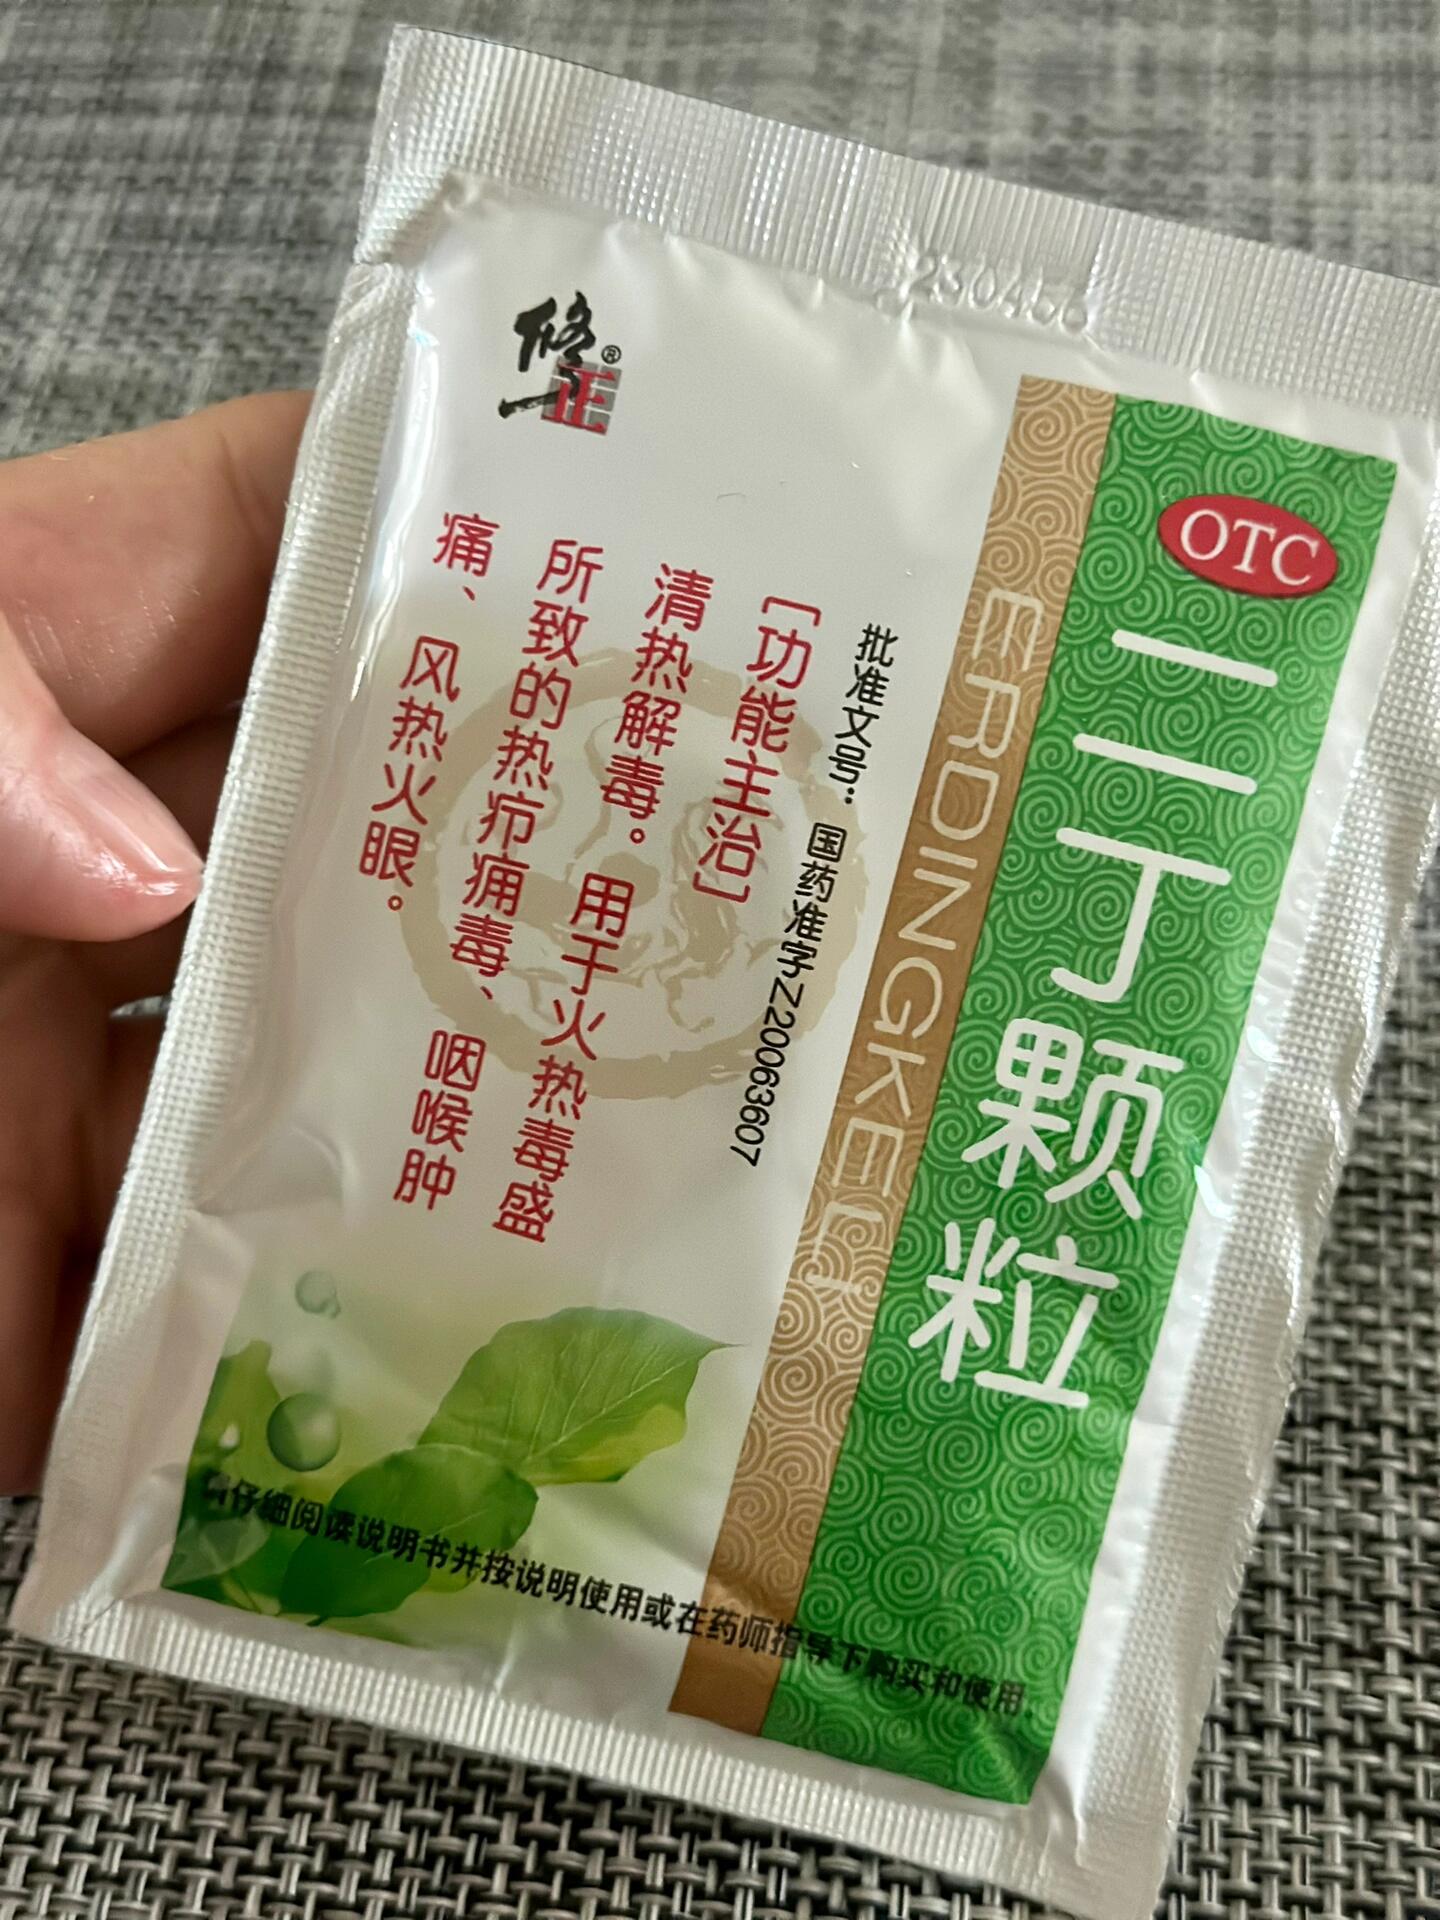 230456
修正®
OTC
二丁颗粒
ERDINGKELI
批准文号：国药准字Z20063607
［功能主治］
清热解毒。用于火热毒盛
所致的热疖痈毒、咽喉肿
痛、风热火眼。
请仔细阅读说明书并按说明使用或在药师指导下购买和使用.